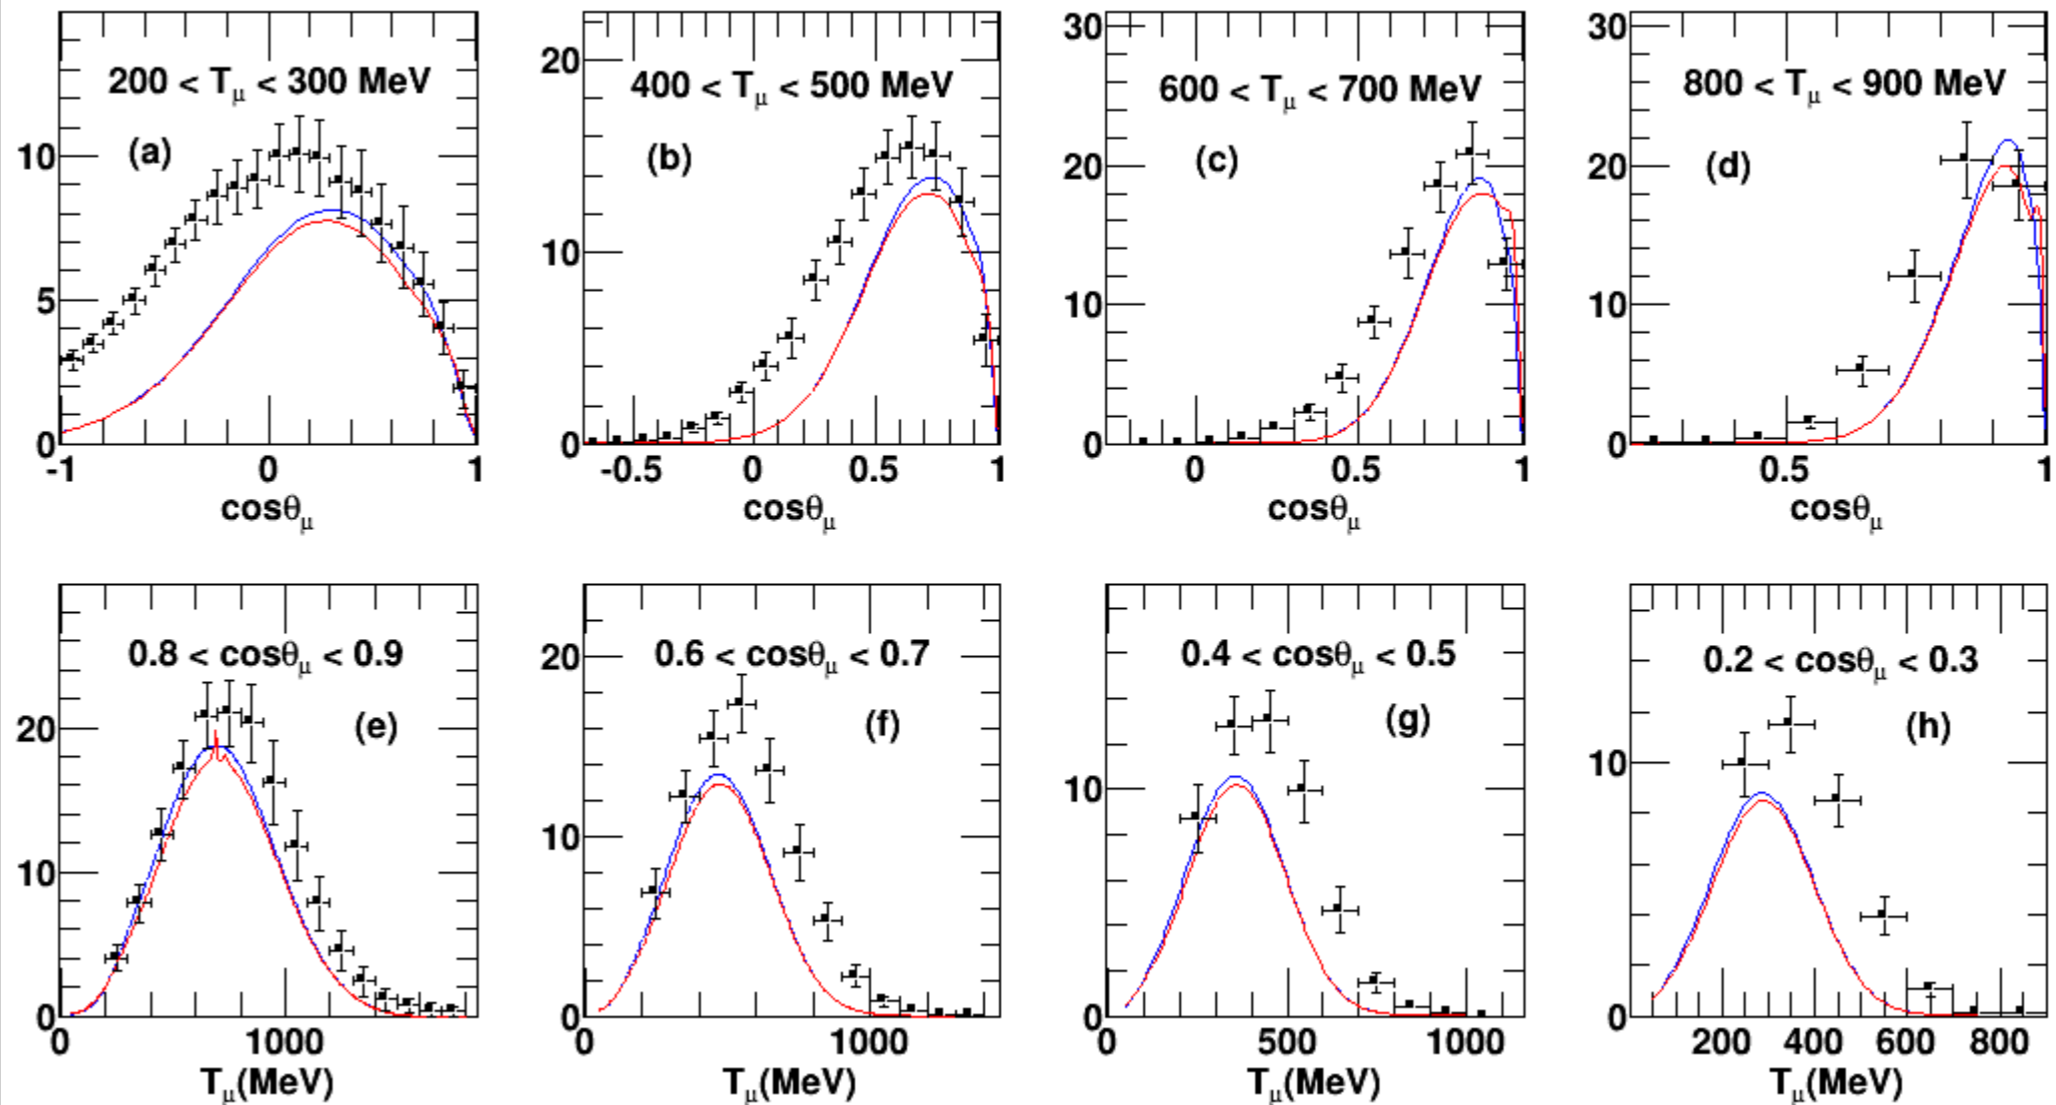 200 < Tμ < 300 MeV
(a)
10
5
0
-1 0 1
cosθμ
400 < Tμ < 500 MeV
(b)
20
10
0
-0.5 0 0.5 1
cosθμ
600 < Tμ < 700 MeV
(c)
30
20
10
0
0 0.5 1
cosθμ
800 < Tμ < 900 MeV
(d)
30
20
10
0
0.5 1
cosθμ
0.8 < cosθμ < 0.9
(e)
20
10
0
0 1000
Tμ(MeV)
0.6 < cosθμ < 0.7
(f)
20
10
0
0 1000
Tμ(MeV)
0.4 < cosθμ < 0.5
(g)
10
0
0 500 1000
Tμ(MeV)
0.2 < cosθμ < 0.3
(h)
10
0
200 400 600 800
Tμ(MeV)